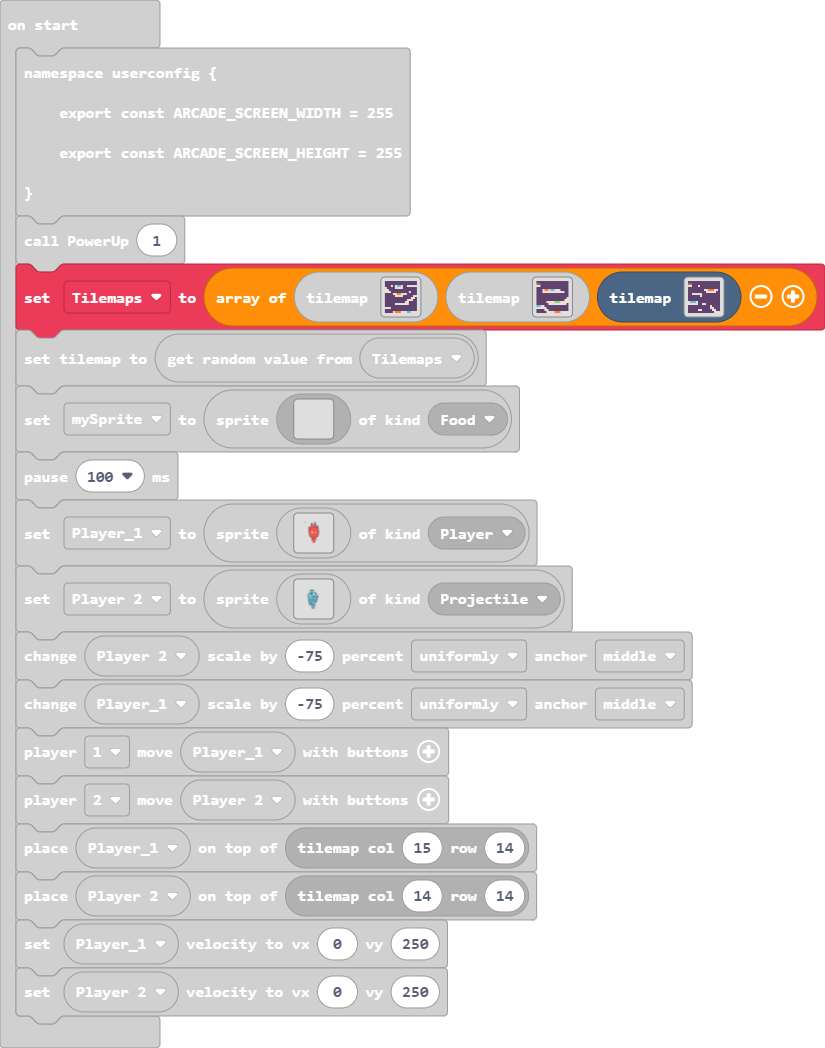 on start
namespace userconfig {
export const ARCADE_SCREEN_WIDTH = 255
export const ARCADE_SCREEN_HEIGHT = 255
}
call PowerUp 1
set Tilemaps to array of tilemap tilemap tilemap
set tilemap to get random value from Tilemaps
set mySprite to sprite of kind Food
pause 100 ms
set Player_1 to sprite of kind Player
set Player 2 to sprite of kind Projectile
change Player 2 scale by -75 percent uniformly anchor middle
change Player_1 scale by -75 percent uniformly anchor middle
player 1 move Player_1 with buttons
player 2 move Player 2 with buttons
place Player_1 on top of tilemap col 15 row 14
place Player 2 on top of tilemap col 14 row 14
set Player_1 velocity to vx 0 vy 250
set Player 2 velocity to vx 0 vy 250